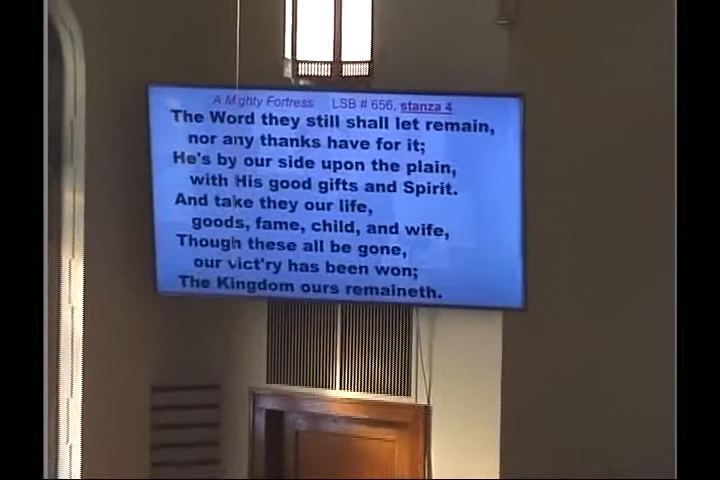 A Mighty Fortress LSB # 656, stanza 4
The Word they still shall let remain,
nor any thanks have for it;
He's by our side upon the plain,
with His good gifts and Spirit.
And take they our life,
goods, fame, child, and wife,
Though these all be gone,
our vict'ry has been won;
The Kingdom ours remaineth.